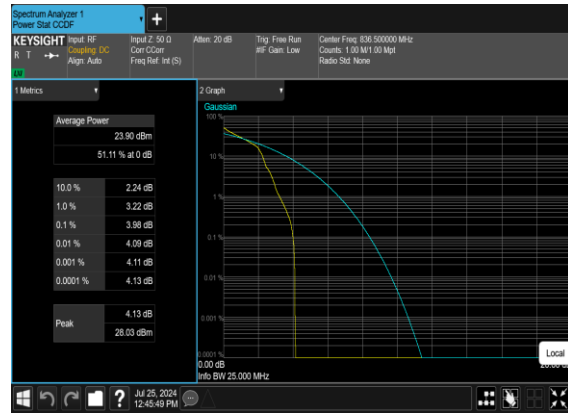 Spectrum Analyzer 1
Power Stat CCDF
+
KEYSIGHT
R T
LXI
Input: RF
Coupling: DC
Align: Auto
Input Z: 50 Ω
Corr CCorr
Freq Ref: Int (S)
Atten: 20 dB
Trig: Free Run
#IF Gain: Low
Center Freq: 836.500000 MHz
Counts: 1.00 M/1.00 Mpt
Radio Std: None
1 Metrics
Average Power
23.90 dBm
51.11 % at 0 dB
10.0 % 2.24 dB
1.0 % 3.22 dB
0.1 % 3.98 dB
0.01 % 4.09 dB
0.001 % 4.11 dB
0.0001 % 4.13 dB
Peak
4.13 dB
28.03 dBm
2 Graph
Gaussian
100 %
10 %
1 %
0.1 %
0.01 %
0.001 %
0.0001 %
0.00 dB
Info BW 25.000 MHz
Local
?
Jul 25, 2024
12:45:49 PM